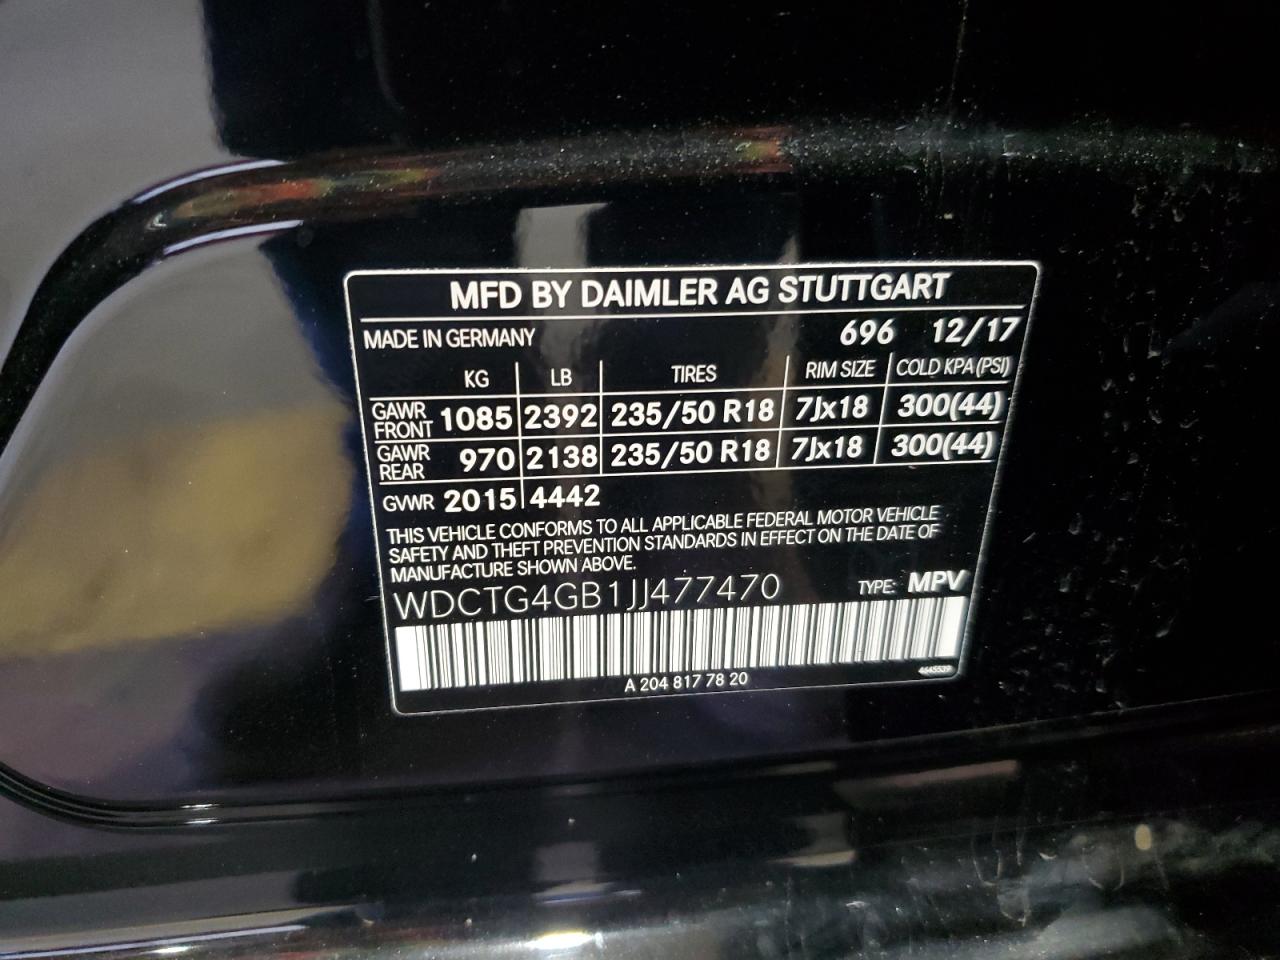 MFD BY DAIMLER AG STUTTGART
MADE IN GERMANY 696 12/17
KG LB TIRES RIM SIZE COLD KPA (PSI)
GAWR FRONT 1085 2392 235/50 R18 7Jx18 300(44)
GAWR REAR 970 2138 235/50 R18 7Jx18 300(44)
GVWR 2015 4442
THIS VEHICLE CONFORMS TO ALL APPLICABLE FEDERAL MOTOR VEHICLE
SAFETY AND THEFT PREVENTION STANDARDS IN EFFECT ON THE DATE OF
MANUFACTURE SHOWN ABOVE.
WDCTG4GB1JJ477470 TYPE: MPV
A 204 817 78 20 4445539